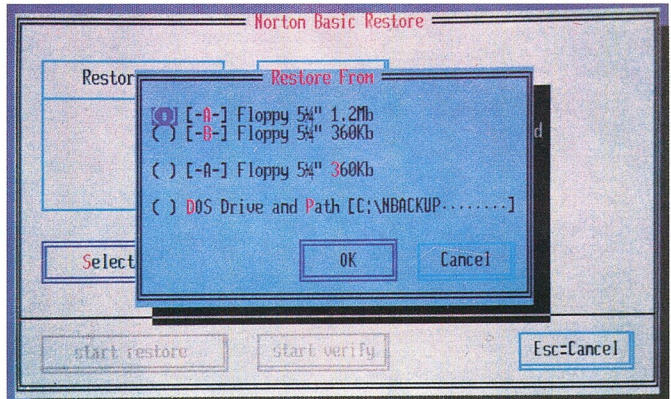 Norton Basic Restore
Restor
Restore From
[-A-] Floppy 5¼" 1.2Mb
( ) [-B-] Floppy 5¼" 360Kb
( ) [-A-] Floppy 5¼" 360Kb
( ) DOS Drive and Path [C:\NBACKUP········]
d
Select
OK
Cancel
start restore
start verify
Esc=Cancel